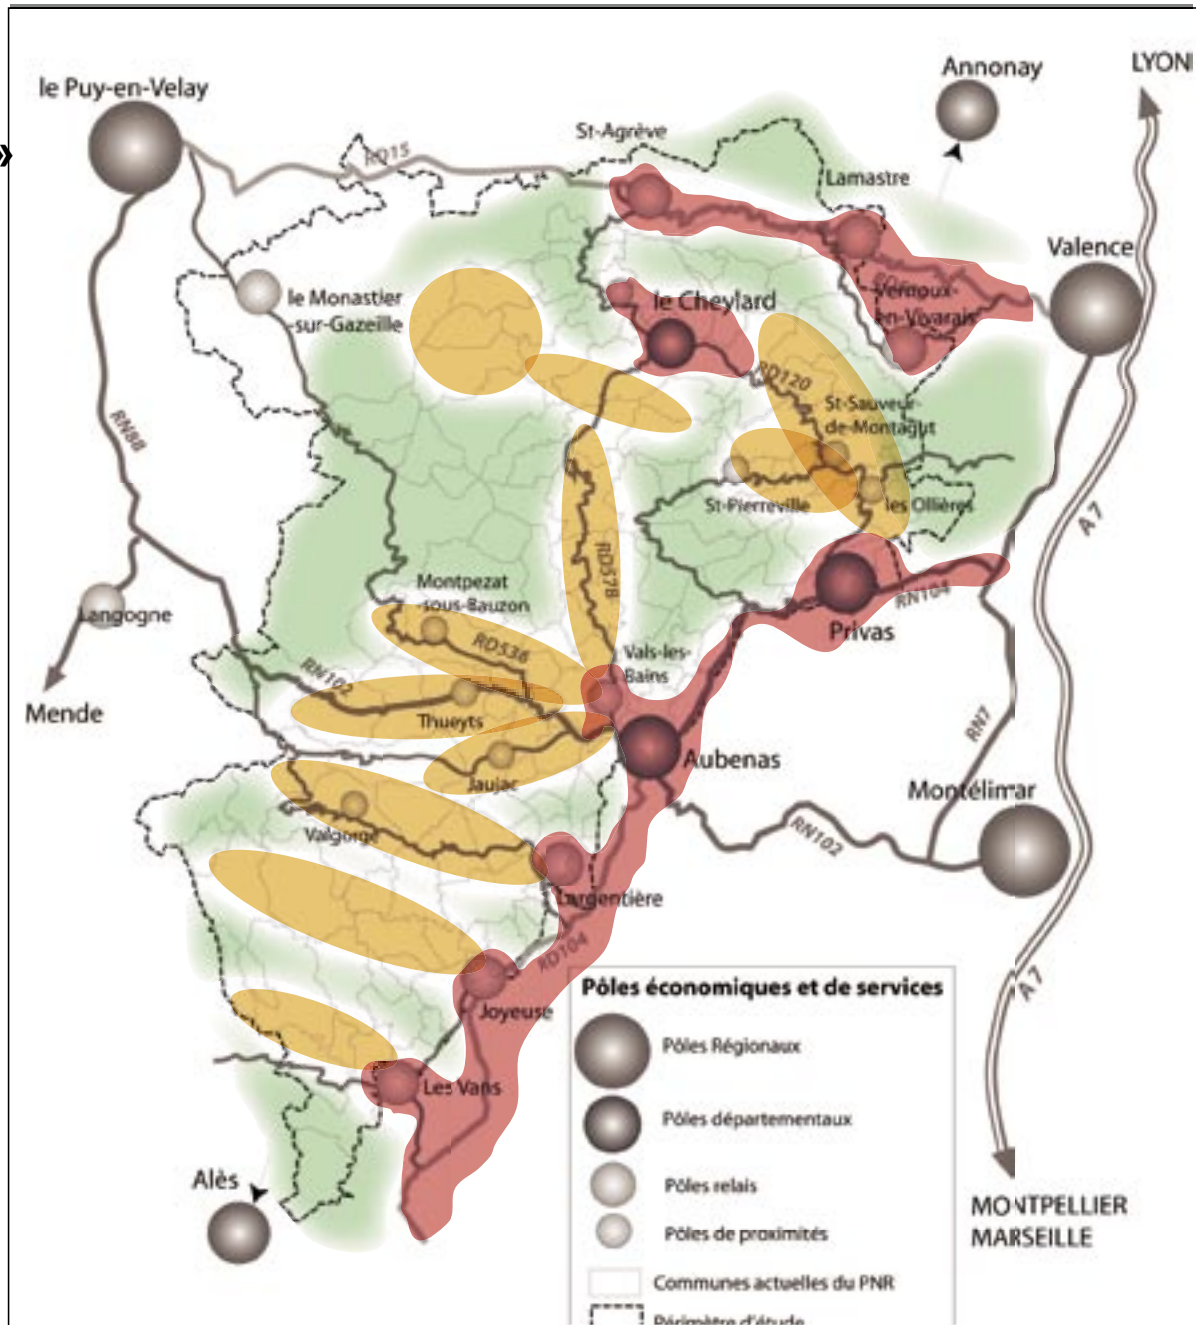 Annonay
LYON
le Puy-en-Velay
St-Agrève
»
RD15
Lamastre
Valence
le Monastier
-sur-Gazeille
le Cheylard
Vernoux-
en-Vivarais
RD120
St-Sauveur-
de-Montagut
RN88
St-Pierreville
les Ollières
A 7
RD578
Montpezat
-sous-Bauzon
Langogne
RN104
Privas
RD536
Vals-les-
Bains
RN102
Mende
Thueyts
RN7
Aubenas
Jaujac
Montélimar
Valgorge
RN102
Largentière
RD104
A 7
Pôles économiques et de services
Joyeuse
Pôles Régionaux
Les Vans
Pôles départementaux
Alès
Pôles relais
MONTPELLIER
Pôles de proximités
MARSEILLE
Communes actuelles du PNR
Périmètre d'étude